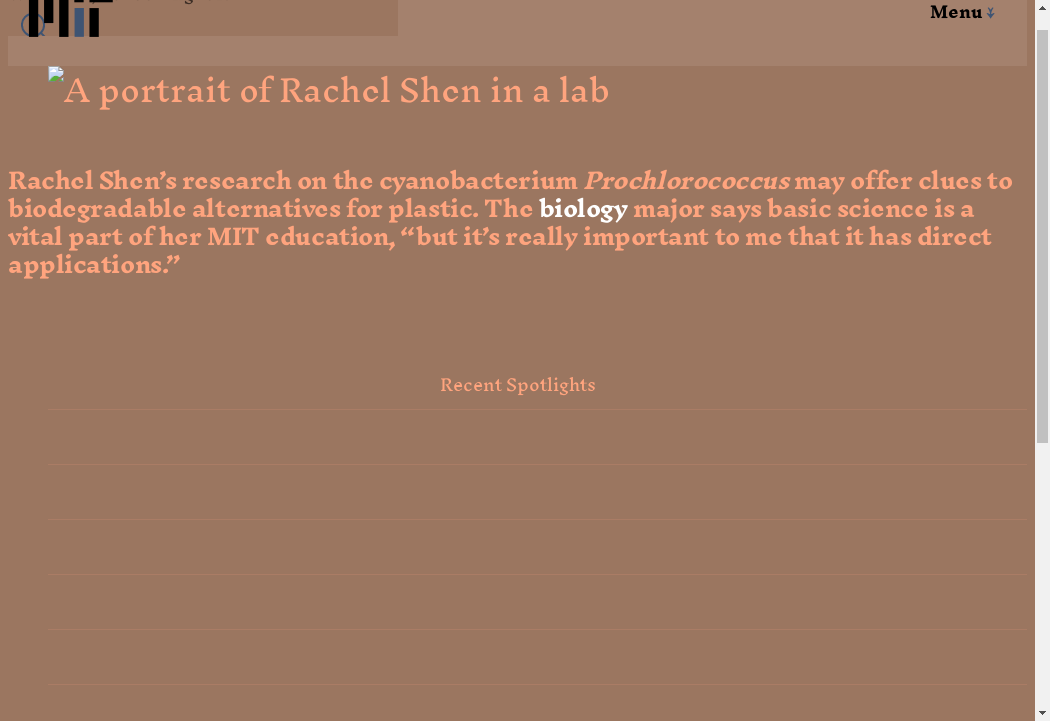 MIT
Menu
A portrait of Rachel Shen in a lab
Rachel Shen’s research on the cyanobacterium Prochlorococcus may offer clues to
biodegradable alternatives for plastic. The biology major says basic science is a
vital part of her MIT education, “but it’s really important to me that it has direct
applications.”
Recent Spotlights